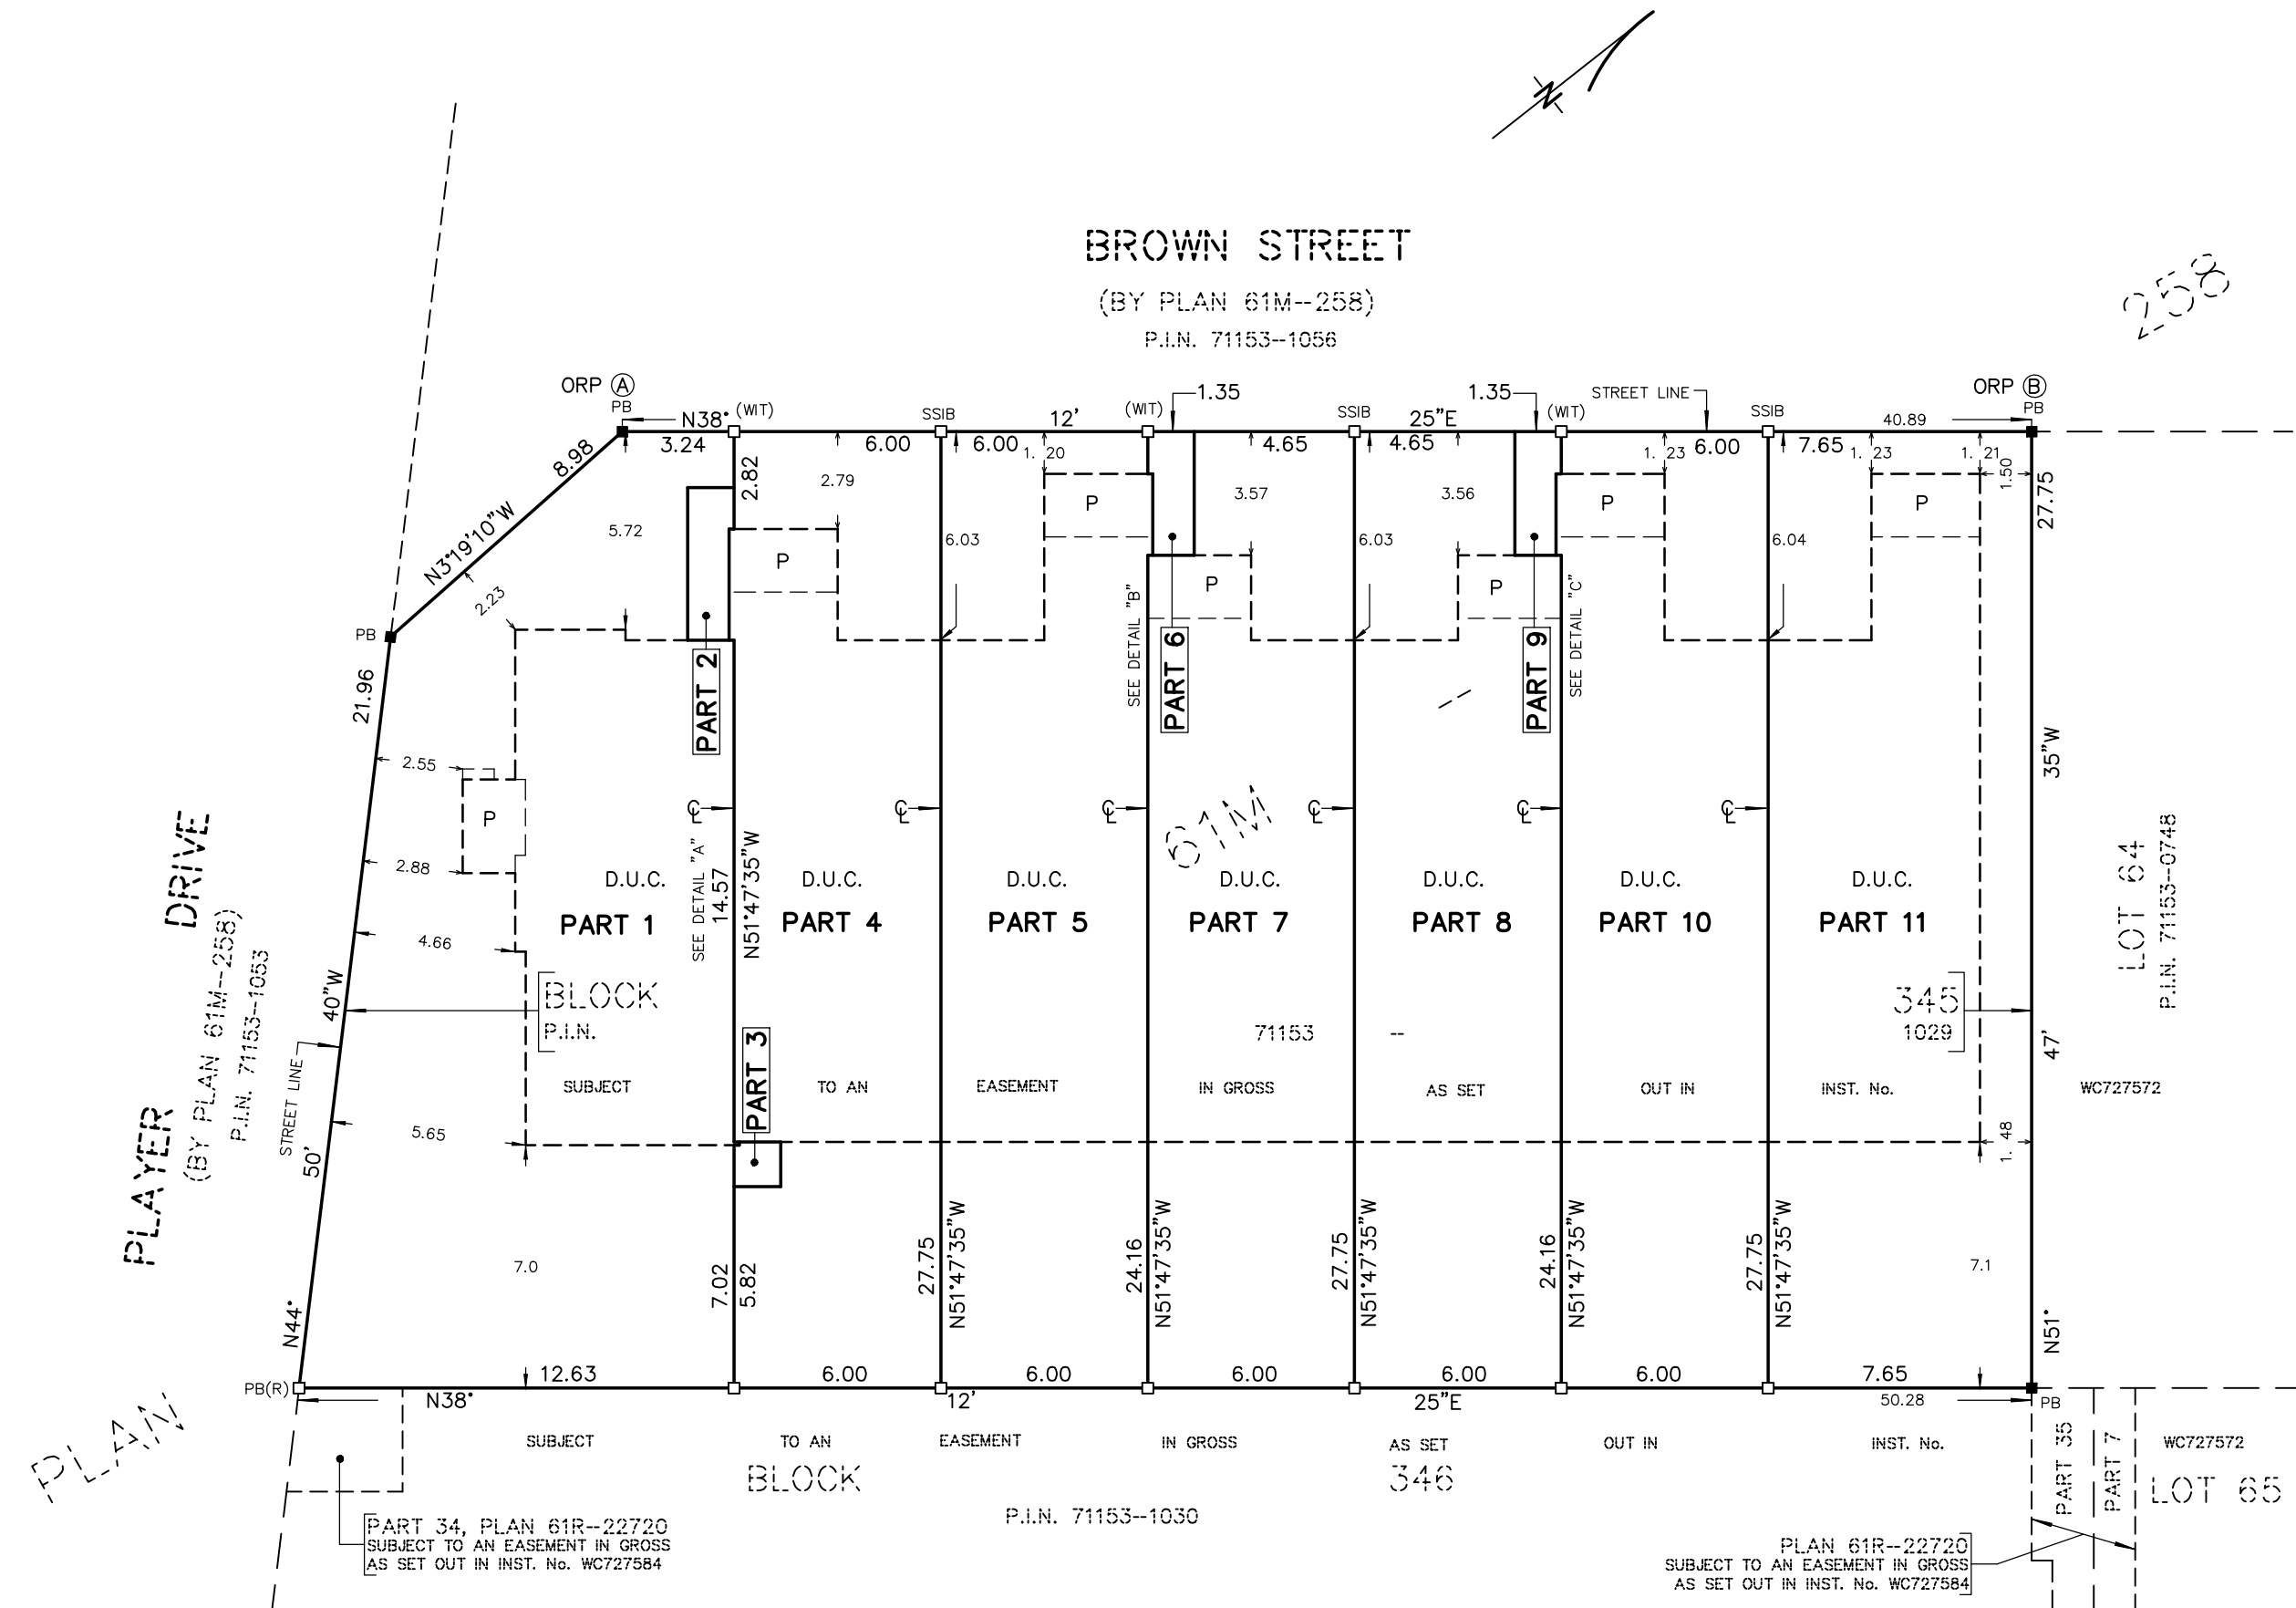 BROWN STREET
(BY PLAN 61M--258)
P.I.N. 71153--1056
258
ORP A
PB
N38°
(WIT)
SSIB
12'
(WIT)
1.35
SSIB
1.35
25"E
(WIT)
STREET LINE
SSIB
ORP B
PB
40.89
3.24
6.00
6.00
4.65
4.65
6.00
7.65
8.98
N3°19'10"W
2.82
2.79
1. 20
3.57
3.56
1. 23
1. 23
1. 21
1.50
27.75
5.72
P
6.03
P
P
6.03
P
P
6.04
P
2.23
PB
21.96
PART 2
SEE DETAIL "B"
PART 6
PART 9
SEE DETAIL "C"
2.55
P
2.88
4.66
5.65
℄
℄
℄
℄
℄
℄
61M
35"W
SEE DETAIL "A"
14.57
N51°47'35"W
D.U.C.
D.U.C.
D.U.C.
D.U.C.
D.U.C.
D.U.C.
D.U.C.
PART 1
PART 4
PART 5
PART 7
PART 8
PART 10
PART 11
LOT 64
P.I.N. 71153--0748
PLAYER DRIVE
(BY PLAN 61M--258)
P.I.N. 71153--1053
STREET LINE
40"W
50'
N44°
BLOCK
P.I.N.
71153
--
345
1029
47'
PART 3
SUBJECT TO AN EASEMENT IN GROSS AS SET OUT IN INST. No. WC727572
1. 48
7.0
7.02
5.82
27.75
N51°47'35"W
24.16
N51°47'35"W
27.75
N51°47'35"W
24.16
N51°47'35"W
27.75
N51°47'35"W
7.1
N51°
PB(R)
12.63
6.00
6.00
6.00
6.00
6.00
7.65
N38°
12'
25"E
50.28
PB
PLAN
SUBJECT TO AN EASEMENT IN GROSS AS SET OUT IN INST. No. WC727572
BLOCK 346
P.I.N. 71153--1030
PART 35
PART 7
LOT 65
PART 34, PLAN 61R--22720
SUBJECT TO AN EASEMENT IN GROSS
AS SET OUT IN INST. No. WC727584
PLAN 61R--22720
SUBJECT TO AN EASEMENT IN GROSS
AS SET OUT IN INST. No. WC727584
N